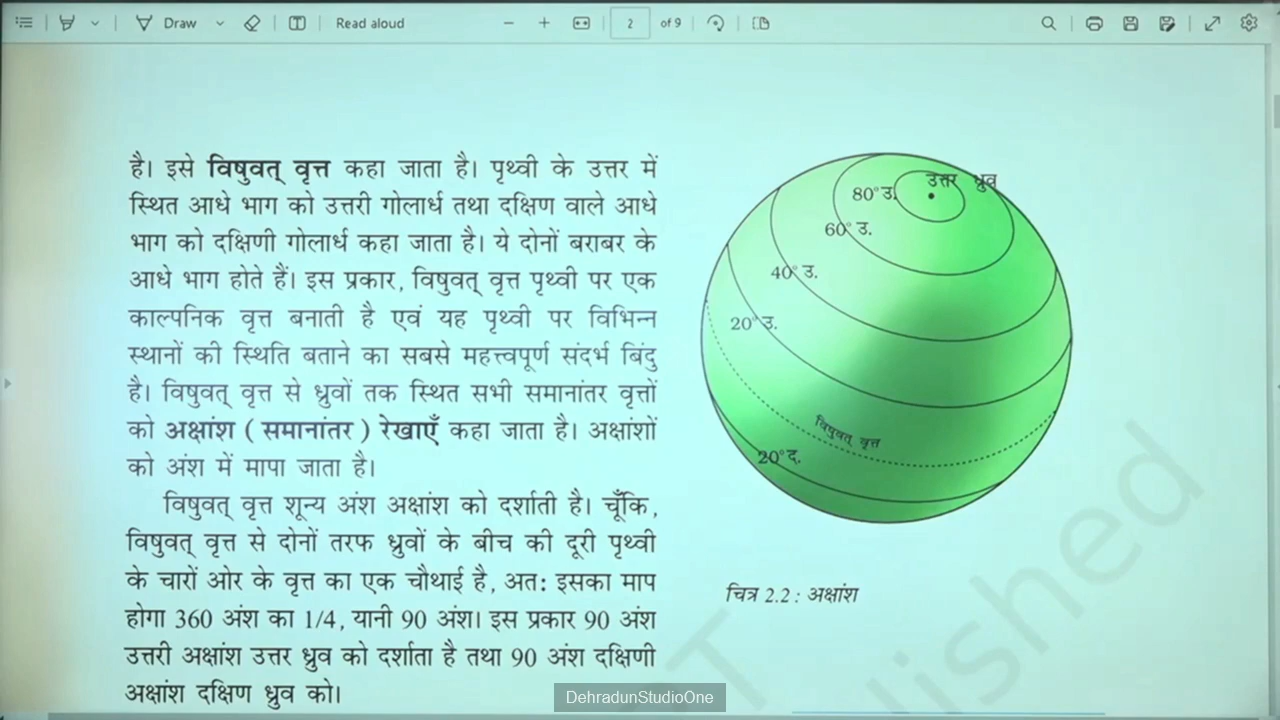 Draw
Read aloud
2
of 9
है। इसे विषुवत् वृत्त कहा जाता है। पृथ्वी के उत्तर में
स्थित आधे भाग को उत्तरी गोलार्ध तथा दक्षिण वाले आधे
भाग को दक्षिणी गोलार्ध कहा जाता है। ये दोनों बराबर के
आधे भाग होते हैं। इस प्रकार, विषुवत् वृत्त पृथ्वी पर एक
काल्पनिक वृत्त बनाती है एवं यह पृथ्वी पर विभिन्न
स्थानों की स्थिति बताने का सबसे महत्त्वपूर्ण संदर्भ बिंदु
है। विषुवत् वृत्त से ध्रुवों तक स्थित सभी समानांतर वृत्तों
को अक्षांश ( समानांतर ) रेखाएँ कहा जाता है। अक्षांशों
को अंश में मापा जाता है।
विषुवत् वृत्त शून्य अंश अक्षांश को दर्शाती है। चूँकि,
विषुवत् वृत्त से दोनों तरफ ध्रुवों के बीच की दूरी पृथ्वी
के चारों ओर के वृत्त का एक चौथाई है, अत: इसका माप
होगा 360 अंश का 1/4, यानी 90 अंश। इस प्रकार 90 अंश
उत्तरी अक्षांश उत्तर ध्रुव को दर्शाता है तथा 90 अंश दक्षिणी
अक्षांश दक्षिण ध्रुव को।
उत्तर ध्रुव
80° उ.
60° उ.
40° उ.
20° उ.
विषुवत् वृत्त
20° द.
चित्र 2.2 : अक्षांश
DehradunStudioOne